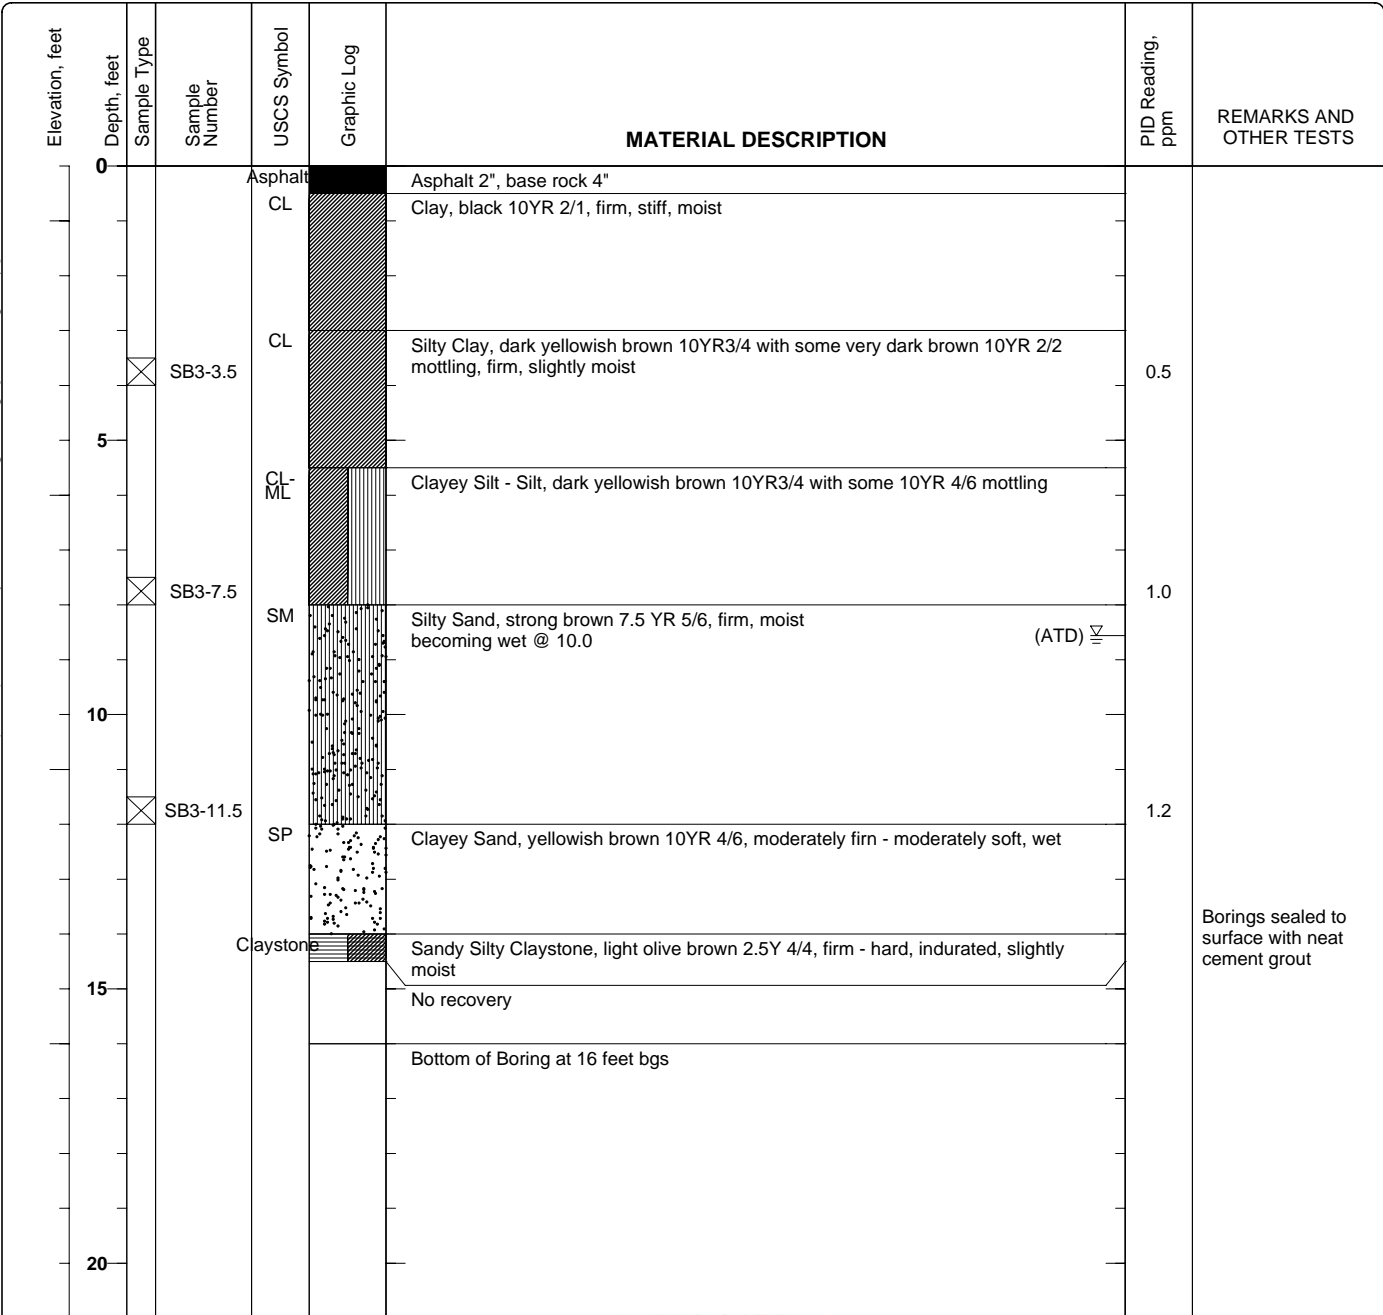 Elevation, feet
Depth, feet
Sample Type
Sample
Number
USCS Symbol
Graphic Log
MATERIAL DESCRIPTION
PID Reading,
ppm
REMARKS AND
OTHER TESTS
0
Asphalt
Asphalt 2", base rock 4"
CL
Clay, black 10YR 2/1, firm, stiff, moist
CL
Silty Clay, dark yellowish brown 10YR3/4 with some very dark brown 10YR 2/2
mottling, firm, slightly moist
SB3-3.5
0.5
5
CL-
ML
Clayey Silt - Silt, dark yellowish brown 10YR3/4 with some 10YR 4/6 mottling
SB3-7.5
1.0
SM
Silty Sand, strong brown 7.5 YR 5/6, firm, moist
becoming wet @ 10.0
(ATD)
10
SB3-11.5
1.2
SP
Clayey Sand, yellowish brown 10YR 4/6, moderately firn - moderately soft, wet
Borings sealed to
surface with neat
cement grout
Claystone
Sandy Silty Claystone, light olive brown 2.5Y 4/4, firm - hard, indurated, slightly
moist
15
No recovery
Bottom of Boring at 16 feet bgs
20